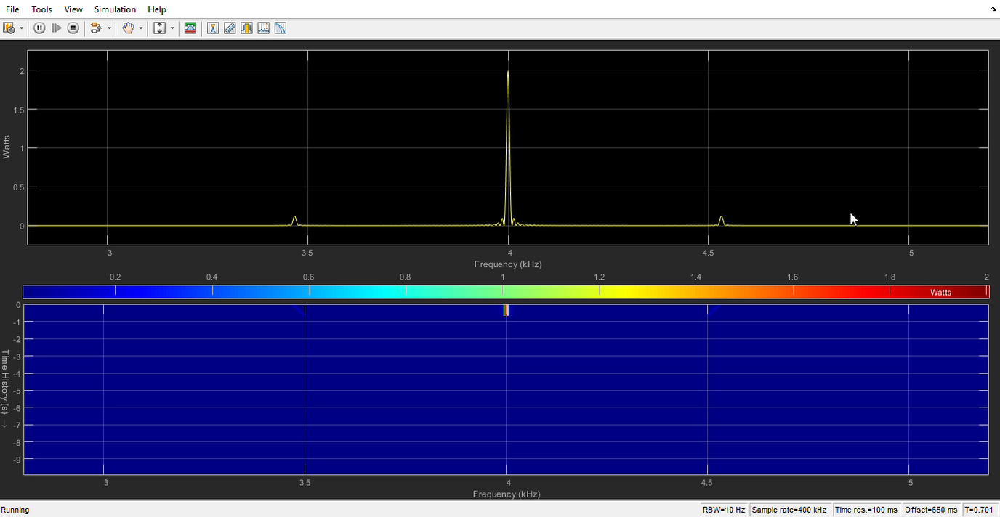 File Tools View Simulation Help
2
1.5
1
0.5
0
Watts
3 3.5 4 4.5 5
Frequency (kHz)
0.2 0.4 0.6 0.8 1 1.2 1.4 1.6 1.8 2
Watts
0
-1
-2
-3
-4
-5
-6
-7
-8
-9
Time History (s)
3 3.5 4 4.5 5
Frequency (kHz)
Running RBW=10 Hz Sample rate=400 kHz Time res.=100 ms Offset=650 ms T=0.701